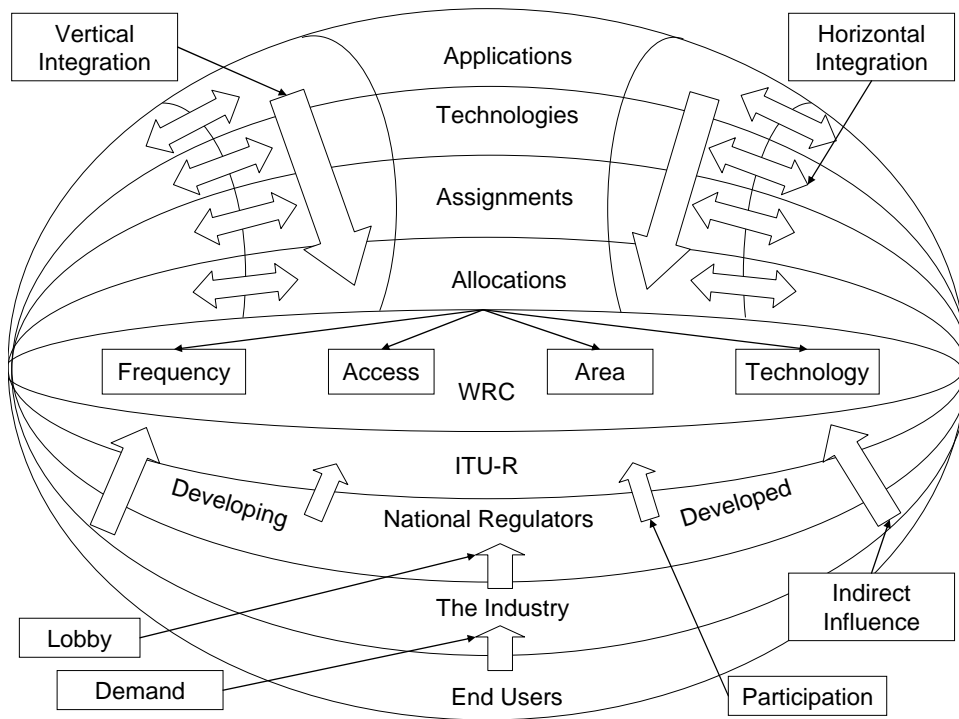 Vertical
Integration
Applications
Horizontal
Integration
Technologies
Assignments
Allocations
Frequency
Access
Area
Technology
WRC
ITU-R
Developing
Developed
National Regulators
The Industry
Indirect
Influence
Lobby
Demand
End Users
Participation